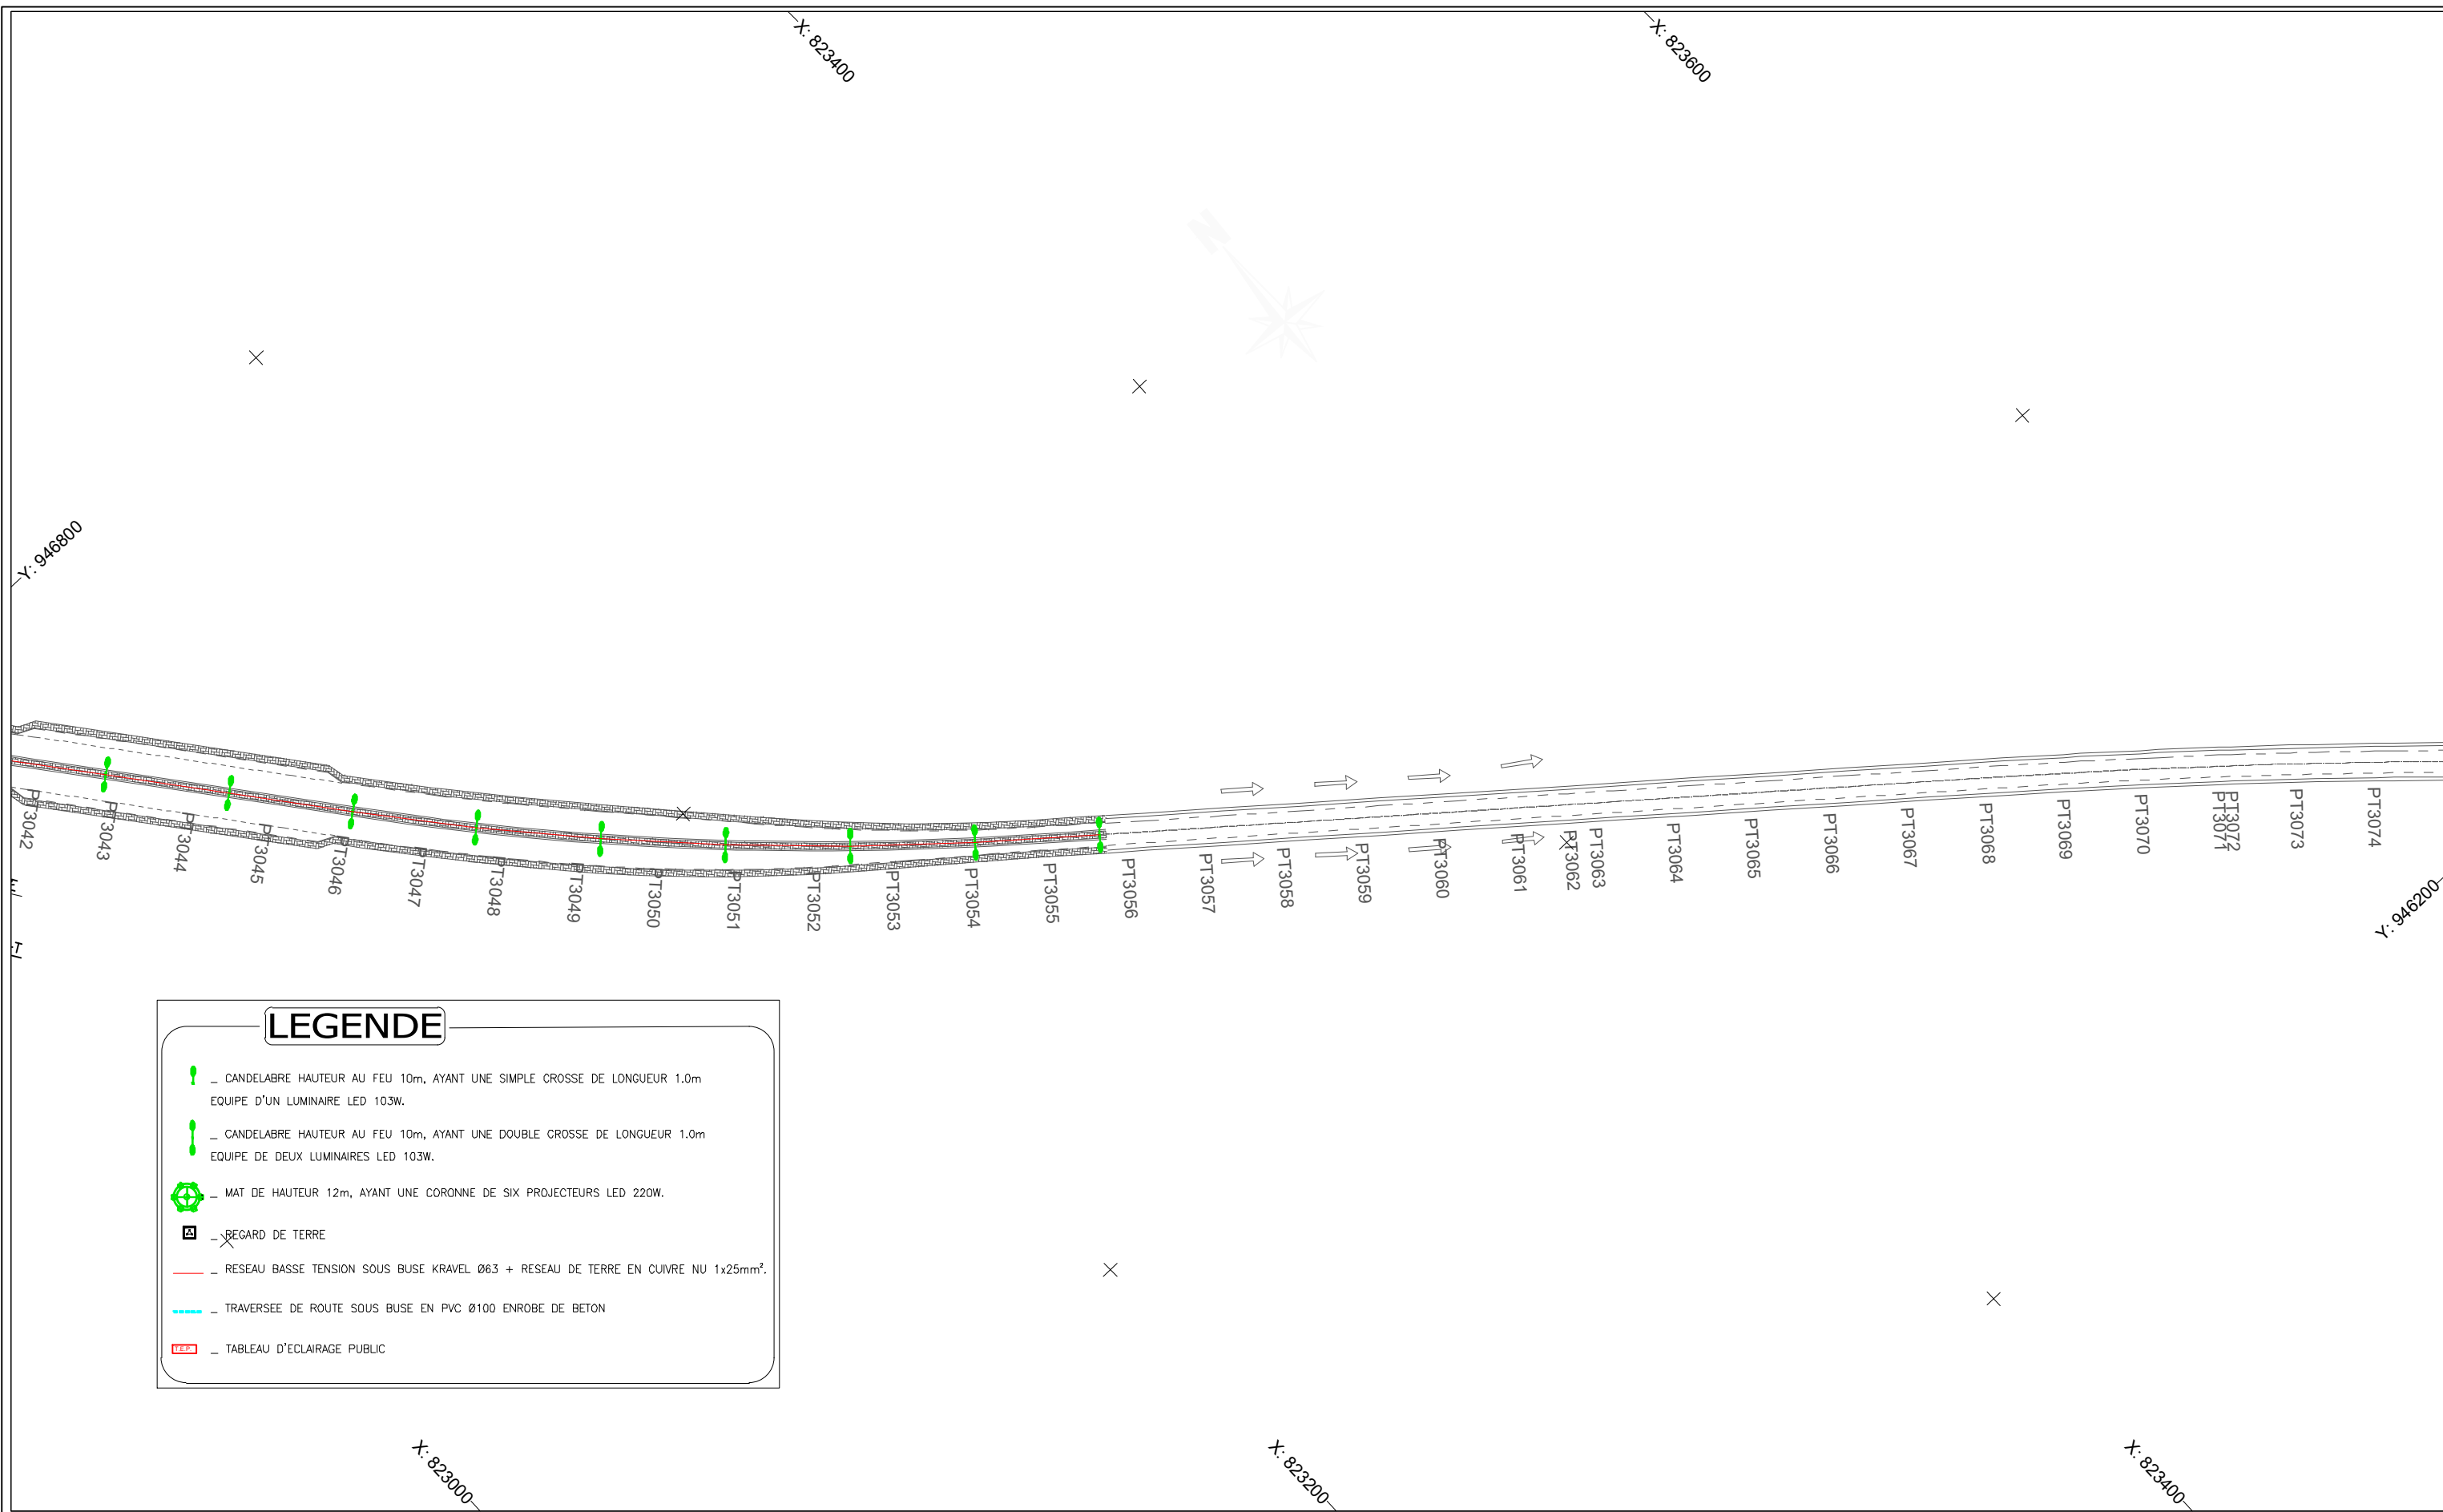 X: 823400
X: 823600
N
Y: 946800
PT3042
PT3043
PT3044
PT3045
PT3046
PT3047
PT3048
PT3049
PT3050
PT3051
PT3052
PT3053
PT3054
PT3055
PT3056
PT3057
PT3058
PT3059
PT3060
PT3061
PT3062
PT3063
PT3064
PT3065
PT3066
PT3067
PT3068
PT3069
PT3070
PT3071
PT3072
PT3073
PT3074
Y: 946200
LEGENDE
_ CANDELABRE HAUTEUR AU FEU 10m, AYANT UNE SIMPLE CROSSE DE LONGUEUR 1.0m
EQUIPE D'UN LUMINAIRE LED 103W.
_ CANDELABRE HAUTEUR AU FEU 10m, AYANT UNE DOUBLE CROSSE DE LONGUEUR 1.0m
EQUIPE DE DEUX LUMINAIRES LED 103W.
_ MAT DE HAUTEUR 12m, AYANT UNE CORONNE DE SIX PROJECTEURS LED 220W.
_ REGARD DE TERRE
_ RESEAU BASSE TENSION SOUS BUSE KRAVEL Ø63 + RESEAU DE TERRE EN CUIVRE NU 1x25mm².
_ TRAVERSEE DE ROUTE SOUS BUSE EN PVC Ø100 ENROBE DE BETON
T.E.P. _ TABLEAU D'ECLAIRAGE PUBLIC
X: 823000
X: 823200
X: 823400